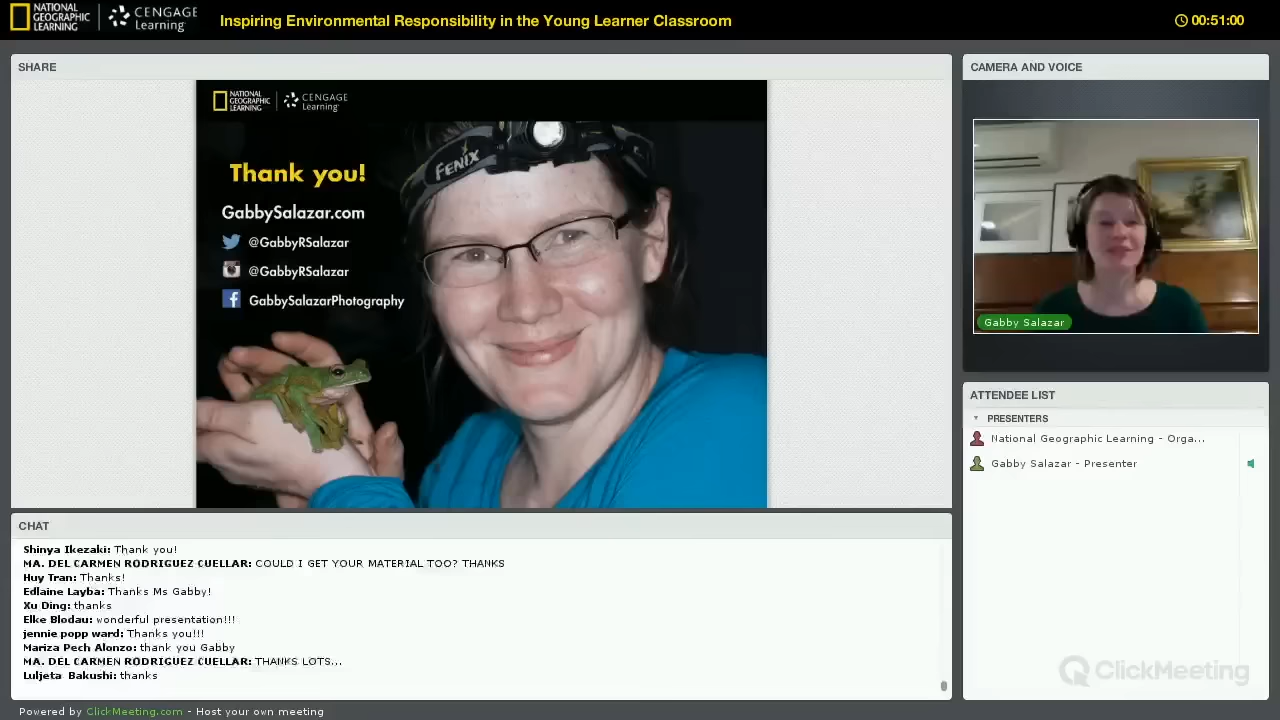 NATIONAL GEOGRAPHIC LEARNING
CENGAGE Learning
Inspiring Environmental Responsibility in the Young Learner Classroom
00:51:00
SHARE
NATIONAL GEOGRAPHIC LEARNING
CENGAGE Learning
FENIX
Thank you!
GabbySalazar.com
@GabbyRSalazar
@GabbyRSalazar
GabbySalazarPhotography
CAMERA AND VOICE
Gabby Salazar
ATTENDEE LIST
PRESENTERS
National Geographic Learning - Orga...
Gabby Salazar - Presenter
CHAT
Shinya Ikezaki: Thank you!
MA. DEL CARMEN RODRIGUEZ CUELLAR: COULD I GET YOUR MATERIAL TOO? THANKS
Huy Tran: Thanks!
Edlaine Layba: Thanks Ms Gabby!
Xu Ding: thanks
Elke Blodau: wonderful presentation!!!
jennie popp ward: Thanks you!!!
Mariza Pech Alonzo: thank you Gabby
MA. DEL CARMEN RODRIGUEZ CUELLAR: THANKS LOTS...
Luljeta Bakushi: thanks
ClickMeeting
Powered by ClickMeeting.com - Host your own meeting